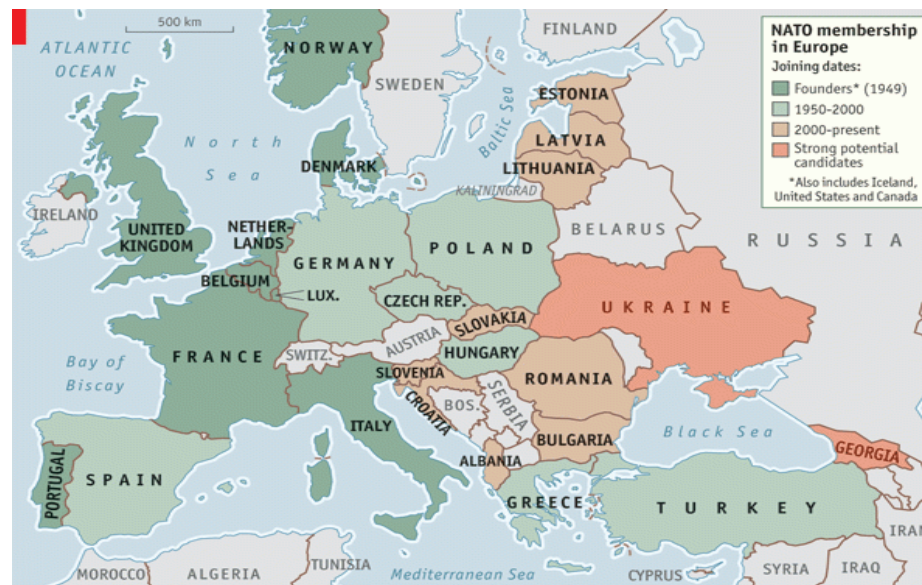 500 km
ATLANTIC
OCEAN
NORWAY
SWEDEN
FINLAND
NATO membership
in Europe
Joining dates:
Founders* (1949)
1950-2000
2000-present
Strong potential
candidates
*Also includes Iceland,
United States and Canada
North
Sea
Baltic Sea
ESTONIA
LATVIA
LITHUANIA
KALININGRAD
DENMARK
IRELAND
UNITED
KINGDOM
NETHER-
LANDS
BELGIUM
LUX.
GERMANY
POLAND
BELARUS
RUSSIA
CZECH REP.
SLOVAKIA
UKRAINE
Bay of
Biscay
FRANCE
SWITZ.
AUSTRIA
HUNGARY
SLOVENIA
CROATIA
BOS.
SERBIA
ROMANIA
BULGARIA
Black Sea
GEORGIA
ITALY
ALBANIA
PORTUGAL
SPAIN
GREECE
TURKEY
MOROCCO
ALGERIA
TUNISIA
Mediterranean Sea
CYPRUS
SYRIA
IRAQ
IRAN